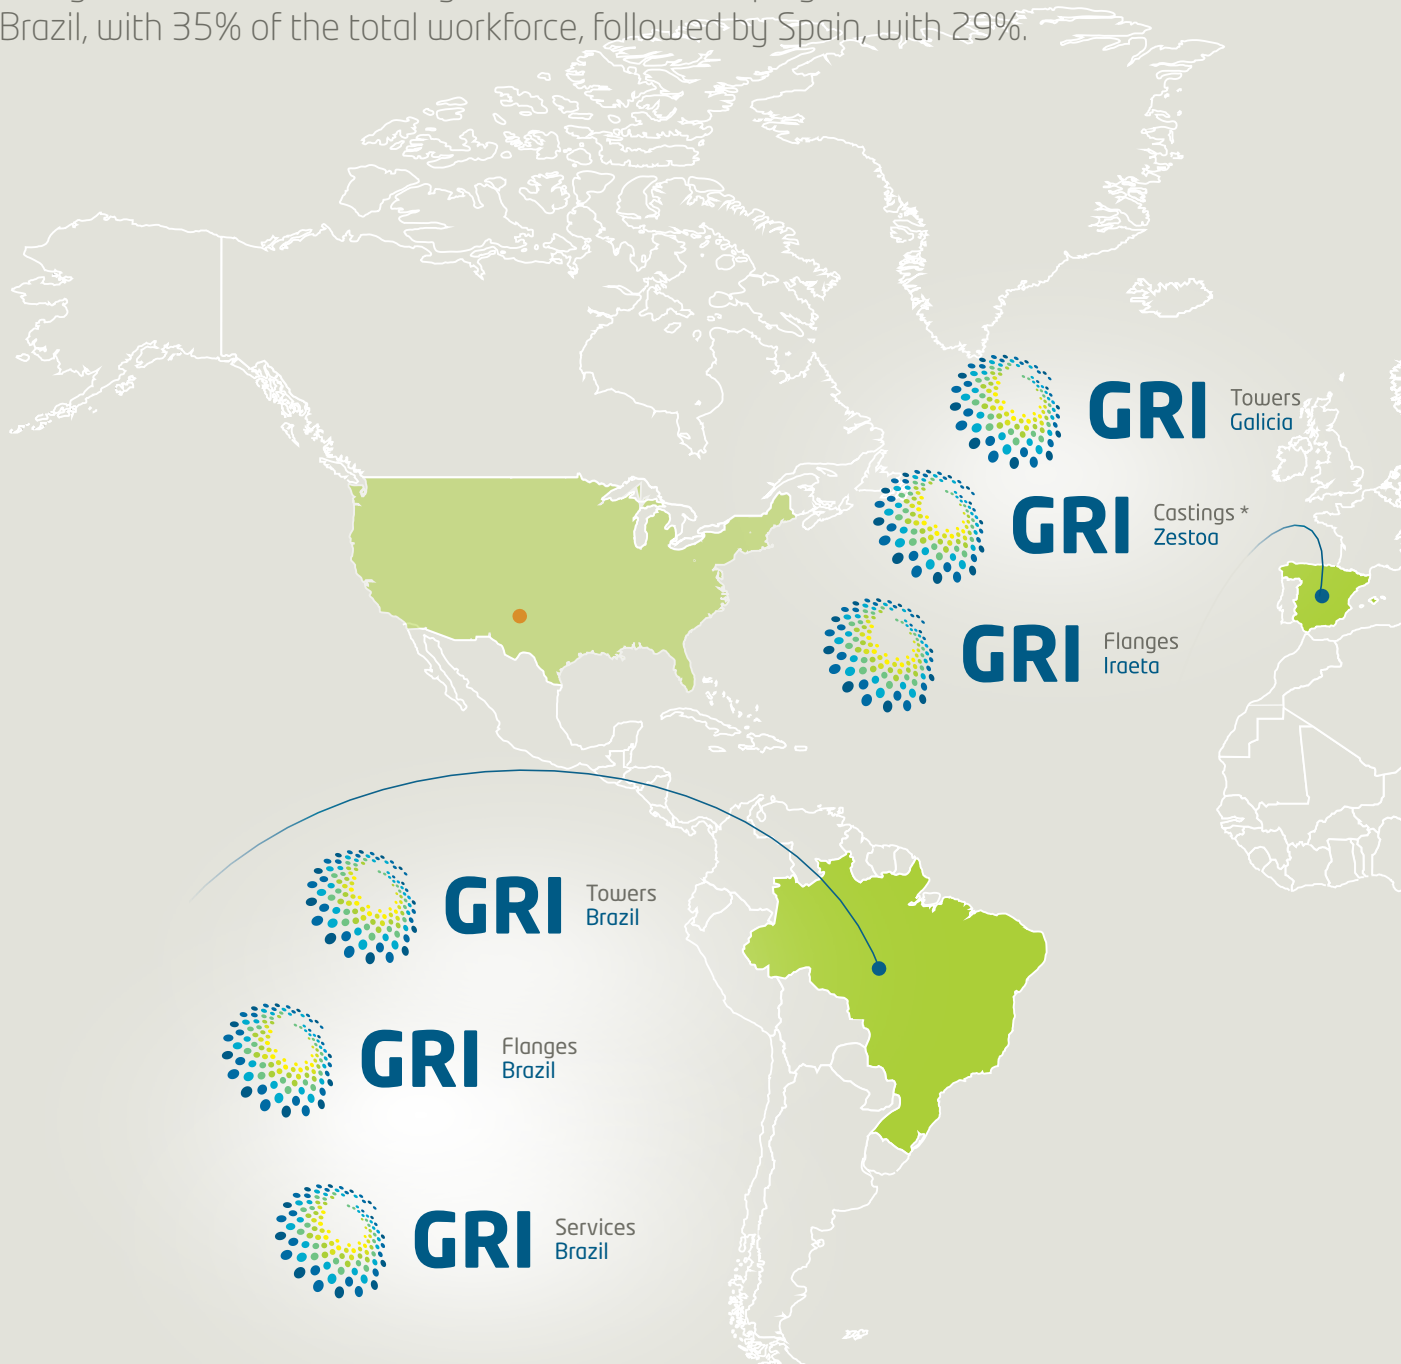 Brazil, with 35% of the total workforce, followed by Spain, with 29%.
GRI Towers
Galicia
GRI Castings *
Zestoa
GRI Flanges
Iraeta
GRI Towers
Brazil
GRI Flanges
Brazil
GRI Services
Brazil